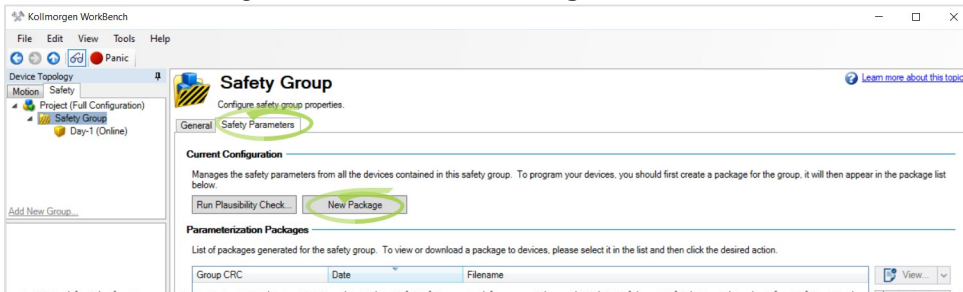 Kollmorgen WorkBench
File Edit View Tools Help
Panic
Device Topology
Motion Safety
Project (Full Configuration)
Safety Group
Day-1 (Online)
Add New Group...
Safety Group
Learn more about this topic
Configure safety group properties.
General Safety Parameters
Current Configuration
Manages the safety parameters from all the devices contained in this safety group. To program your devices, you should first create a package for the group, it will then appear in the package list
below.
Run Plausibility Check... New Package
Parameterization Packages
List of packages generated for the safety group. To view or download a package to devices, please select it in the list and then click the desired action.
Group CRC Date Filename
View...